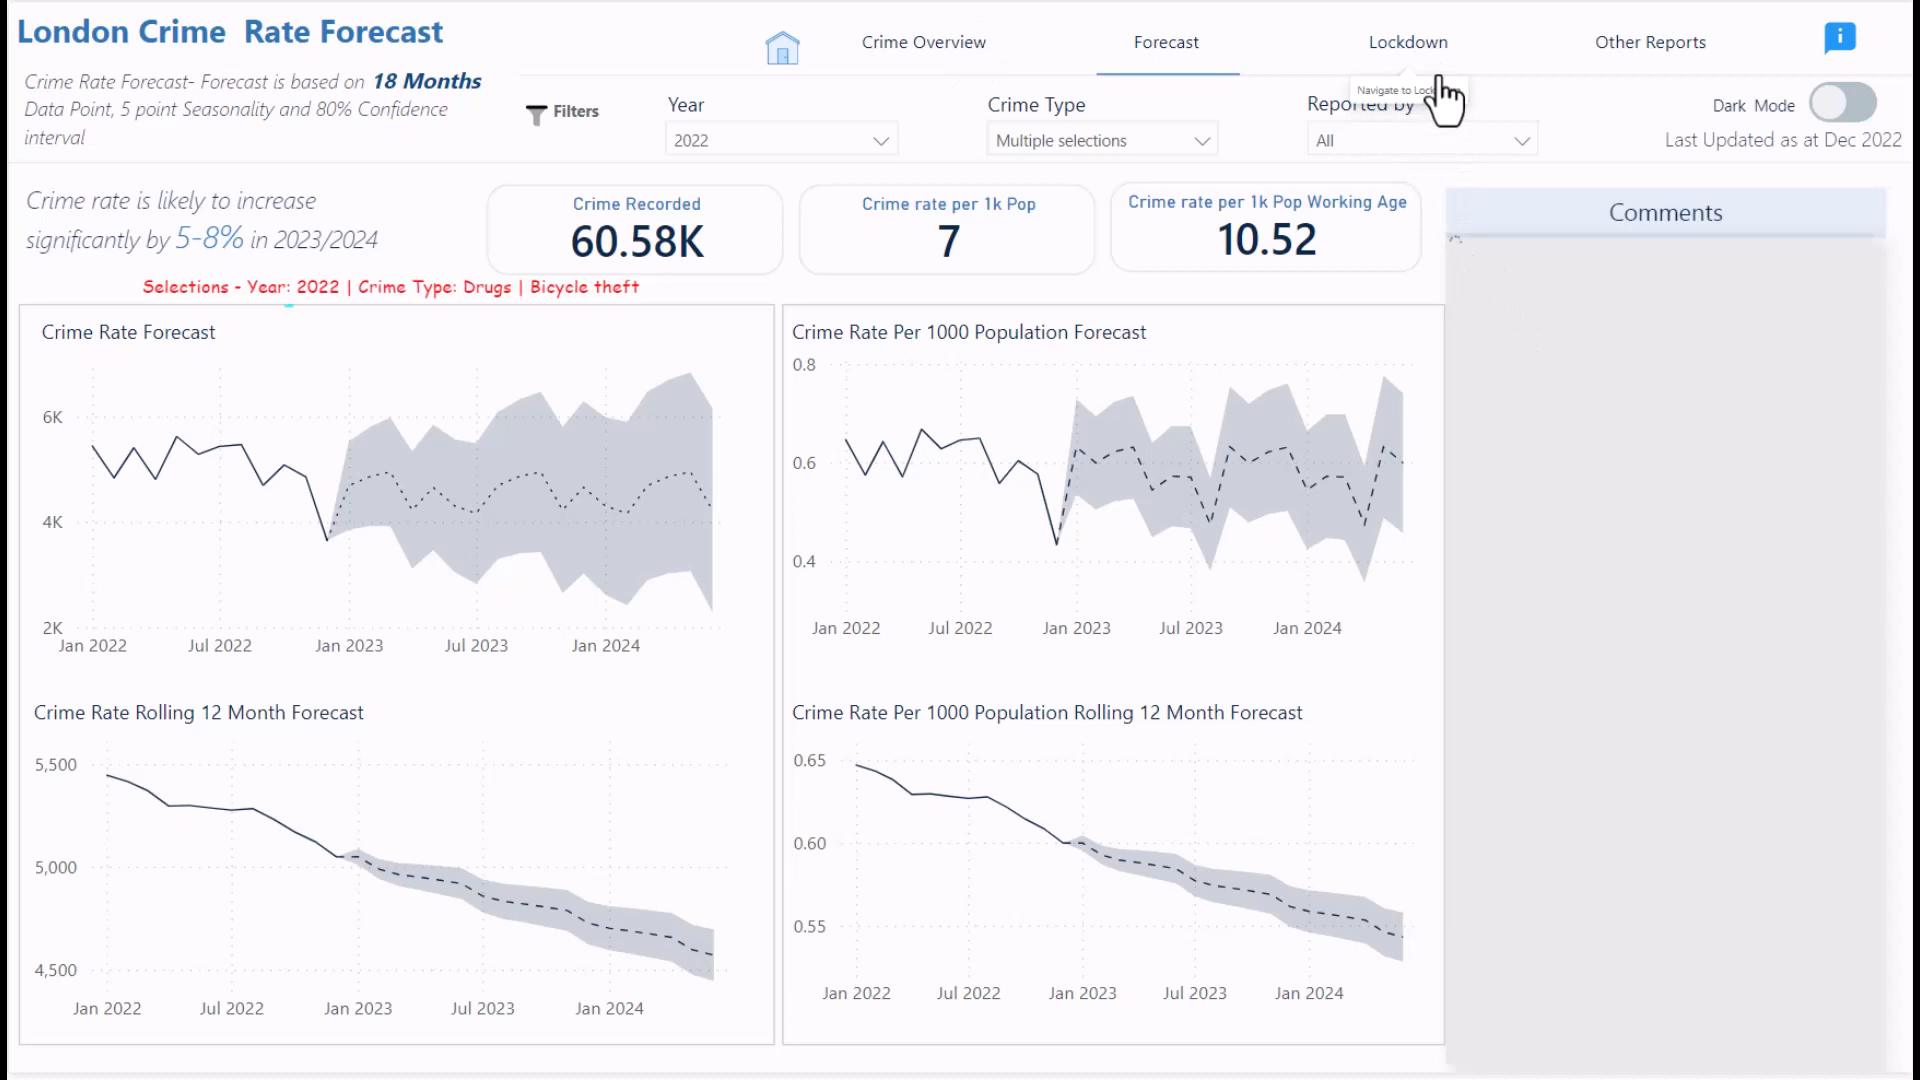 London Crime  Rate Forecast
Crime Rate Forecast- Forecast is based on 18 Months
Data Point, 5 point Seasonality and 80% Confidence
interval
Crime Overview
Forecast
Lockdown
Other Reports
i
Navigate to Loc
Filters
Year
2022
Crime Type
Multiple selections
Reported by
All
Dark Mode
Last Updated as at Dec 2022
Crime rate is likely to increase
significantly by 5-8% in 2023/2024
Crime Recorded
60.58K
Crime rate per 1k Pop
7
Crime rate per 1k Pop Working Age
10.52
Comments
Selections - Year: 2022 | Crime Type: Drugs | Bicycle theft
Crime Rate Forecast
6K
4K
2K
Jan 2022 Jul 2022 Jan 2023 Jul 2023 Jan 2024
Crime Rate Per 1000 Population Forecast
0.8
0.6
0.4
Jan 2022 Jul 2022 Jan 2023 Jul 2023 Jan 2024
Crime Rate Rolling 12 Month Forecast
5,500
5,000
4,500
Jan 2022 Jul 2022 Jan 2023 Jul 2023 Jan 2024
Crime Rate Per 1000 Population Rolling 12 Month Forecast
0.65
0.60
0.55
Jan 2022 Jul 2022 Jan 2023 Jul 2023 Jan 2024